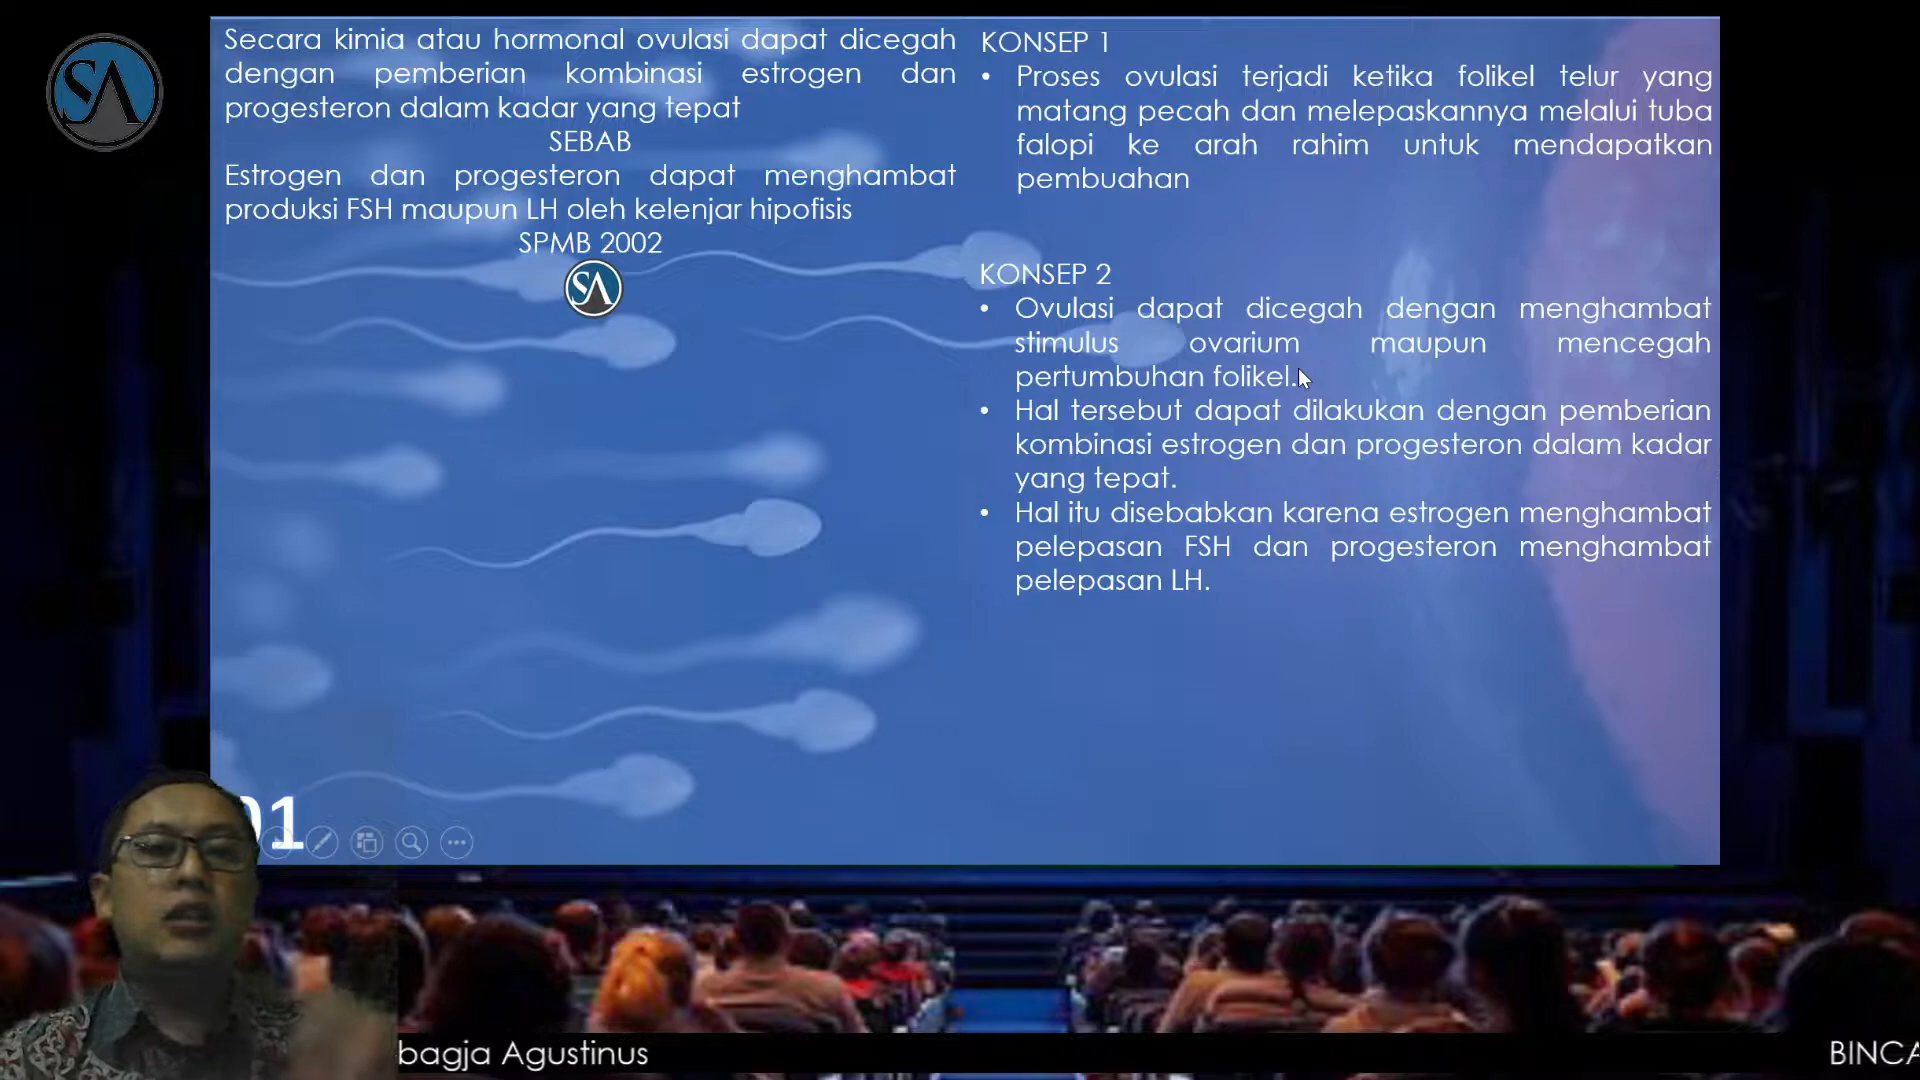 SA
Secara kimia atau hormonal ovulasi dapat dicegah
dengan pemberian kombinasi estrogen dan
progesteron dalam kadar yang tepat
SEBAB
Estrogen dan progesteron dapat menghambat
produksi FSH maupun LH oleh kelenjar hipofisis
SPMB 2002
SA
KONSEP 1
• Proses ovulasi terjadi ketika folikel telur yang
matang pecah dan melepaskannya melalui tuba
falopi ke arah rahim untuk mendapatkan
pembuahan
KONSEP 2
• Ovulasi dapat dicegah dengan menghambat
stimulus ovarium maupun mencegah
pertumbuhan folikel.
• Hal tersebut dapat dilakukan dengan pemberian
kombinasi estrogen dan progesteron dalam kadar
yang tepat.
• Hal itu disebabkan karena estrogen menghambat
pelepasan FSH dan progesteron menghambat
pelepasan LH.
01
bagja Agustinus
BINCA